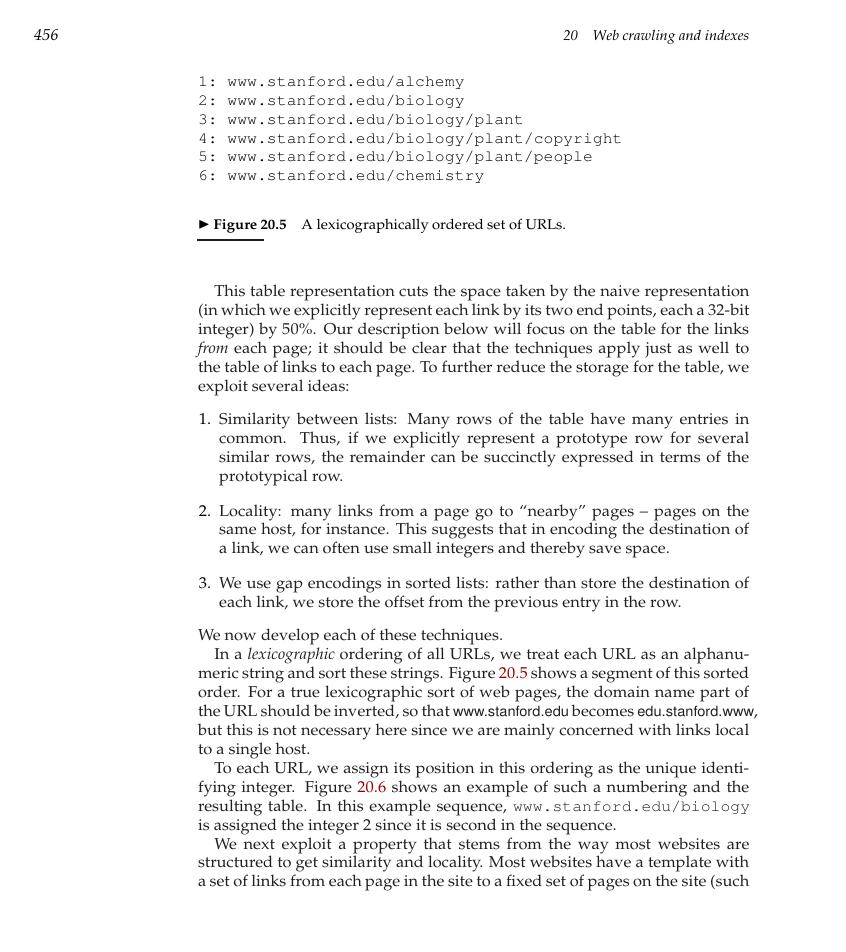 456
20 Web crawling and indexes
1: www.stanford.edu/alchemy
2: www.stanford.edu/biology
3: www.stanford.edu/biology/plant
4: www.stanford.edu/biology/plant/copyright
5: www.stanford.edu/biology/plant/people
6: www.stanford.edu/chemistry
▶ Figure 20.5 A lexicographically ordered set of URLs.
This table representation cuts the space taken by the naive representation
(in which we explicitly represent each link by its two end points, each a 32-bit
integer) by 50%. Our description below will focus on the table for the links
from each page; it should be clear that the techniques apply just as well to
the table of links to each page. To further reduce the storage for the table, we
exploit several ideas:
1. Similarity between lists: Many rows of the table have many entries in
common. Thus, if we explicitly represent a prototype row for several
similar rows, the remainder can be succinctly expressed in terms of the
prototypical row.
2. Locality: many links from a page go to “nearby” pages – pages on the
same host, for instance. This suggests that in encoding the destination of
a link, we can often use small integers and thereby save space.
3. We use gap encodings in sorted lists: rather than store the destination of
each link, we store the offset from the previous entry in the row.
We now develop each of these techniques.
In a lexicographic ordering of all URLs, we treat each URL as an alphanu-
meric string and sort these strings. Figure 20.5 shows a segment of this sorted
order. For a true lexicographic sort of web pages, the domain name part of
the URL should be inverted, so that www.stanford.edu becomes edu.stanford.www,
but this is not necessary here since we are mainly concerned with links local
to a single host.
To each URL, we assign its position in this ordering as the unique identi-
fying integer. Figure 20.6 shows an example of such a numbering and the
resulting table. In this example sequence, www.stanford.edu/biology
is assigned the integer 2 since it is second in the sequence.
We next exploit a property that stems from the way most websites are
structured to get similarity and locality. Most websites have a template with
a set of links from each page in the site to a fixed set of pages on the site (such